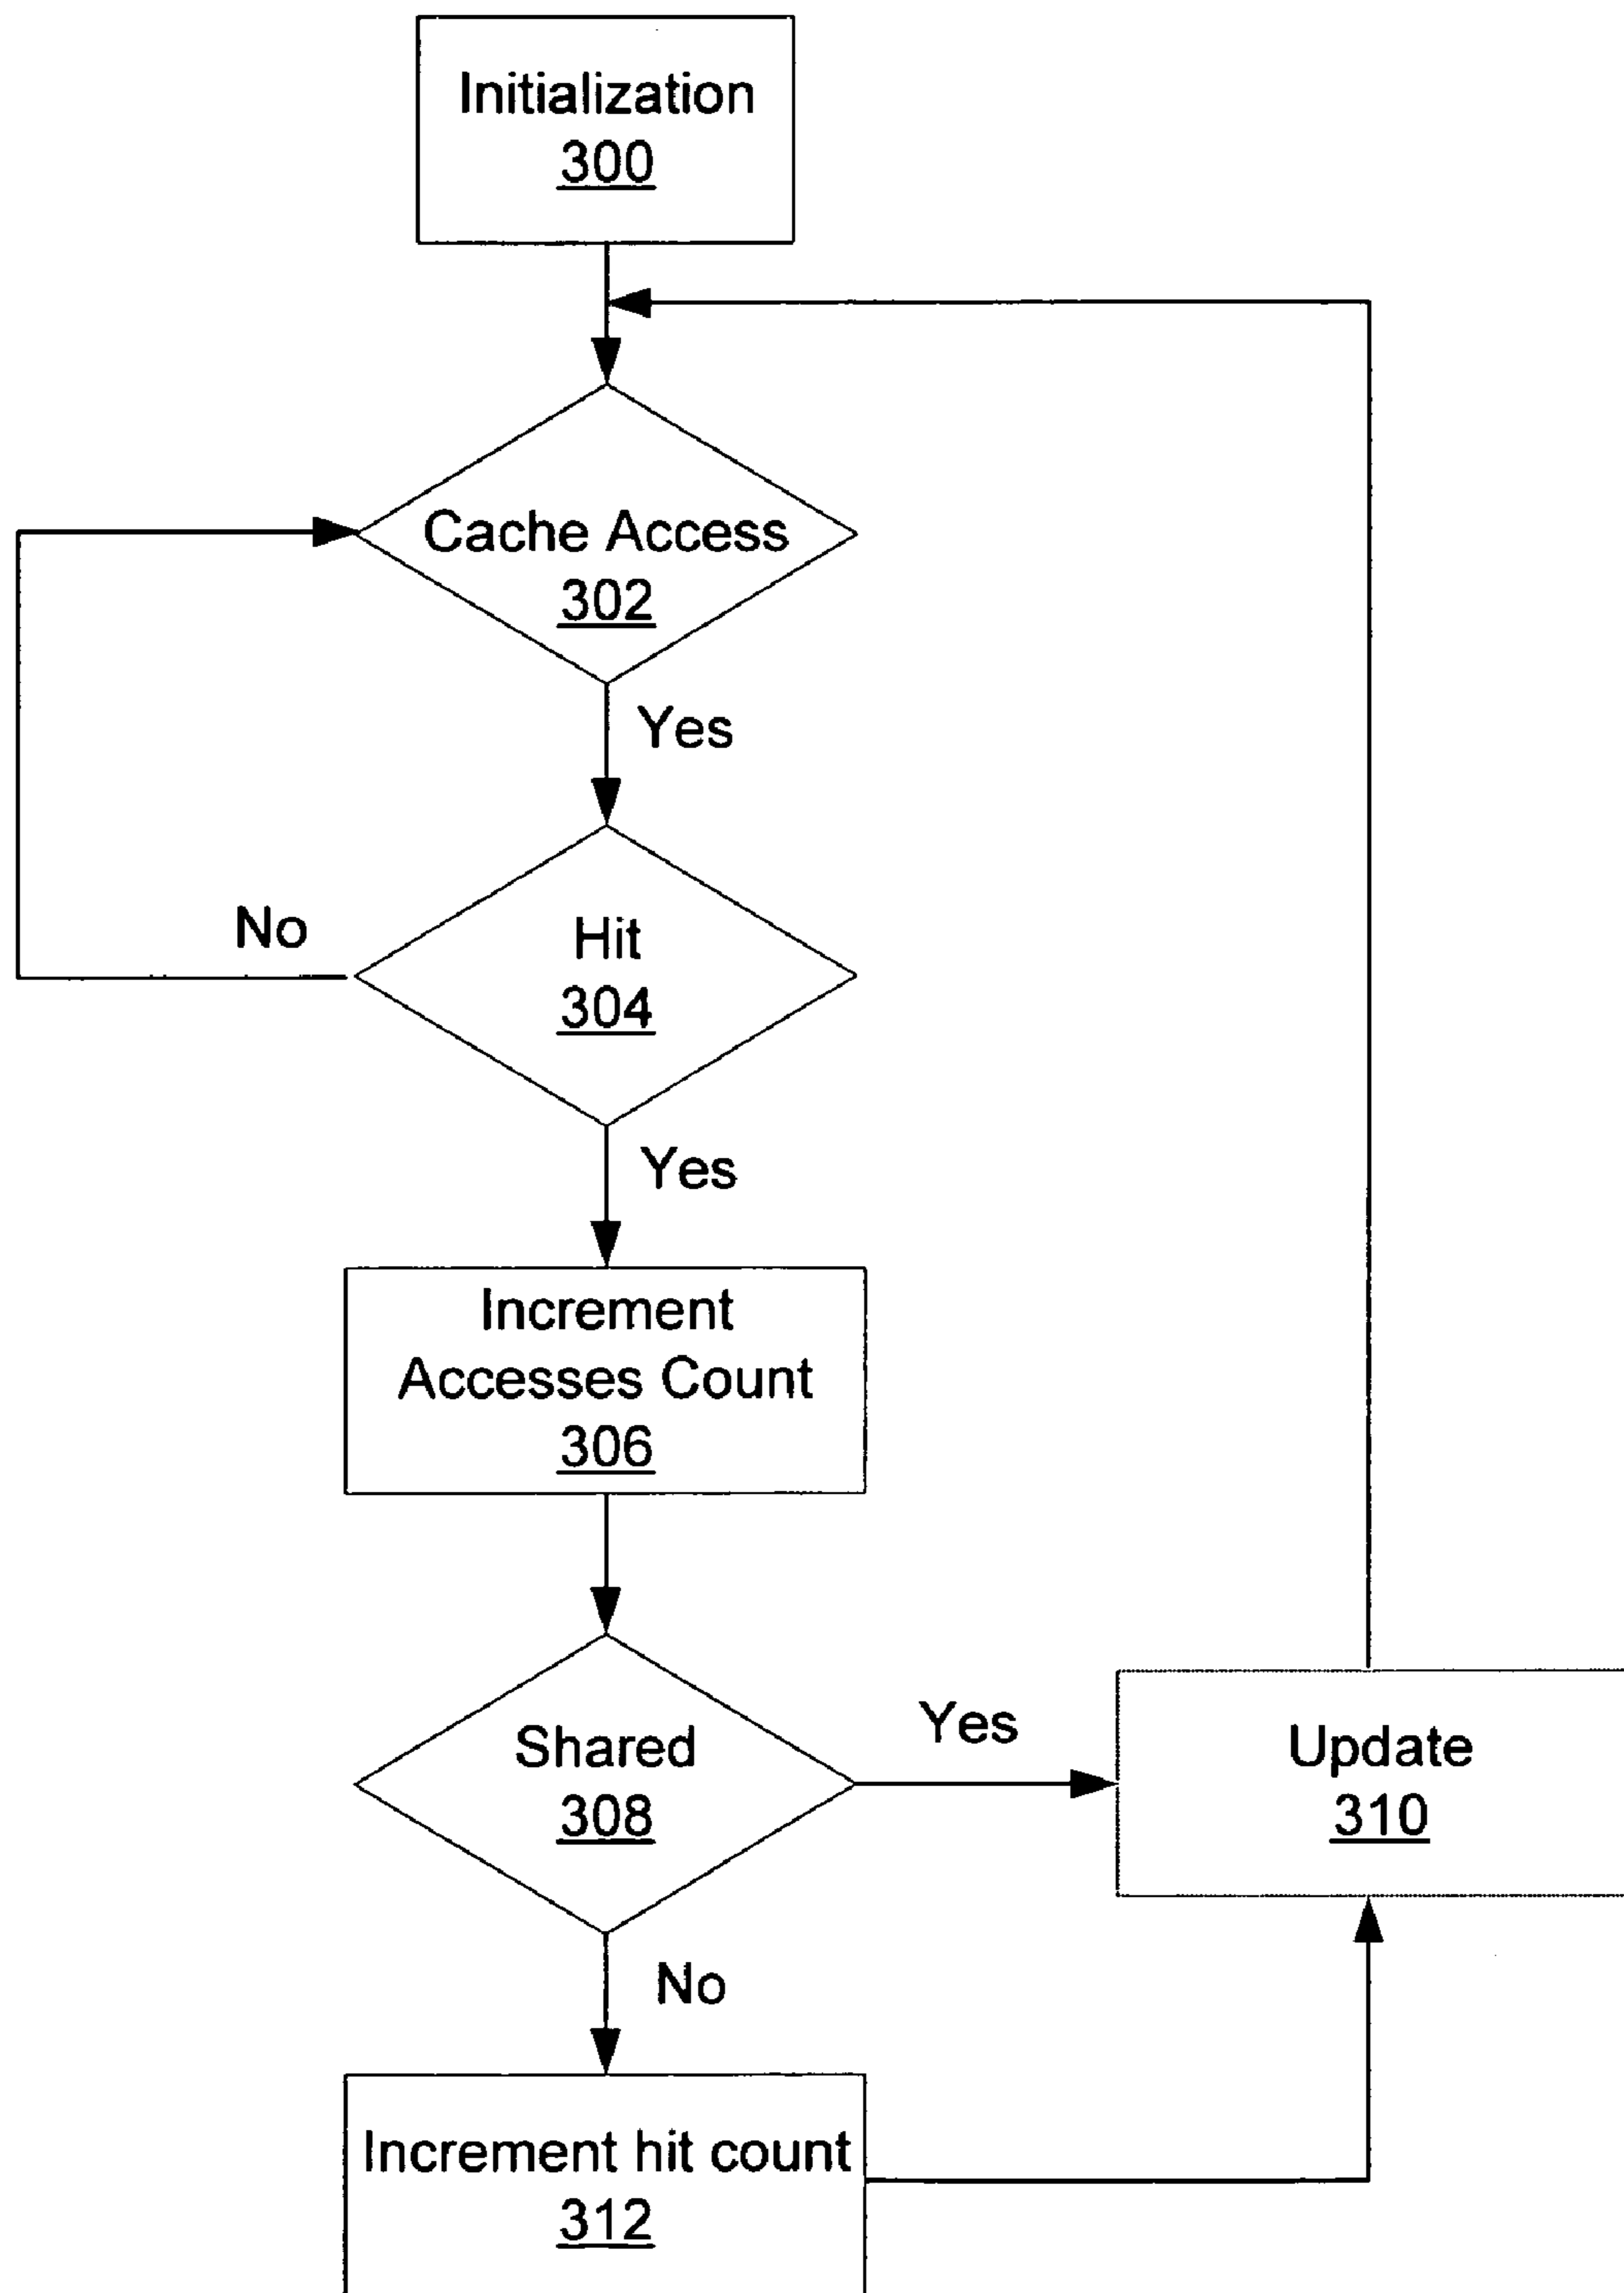 Initialization
300
Cache Access
302
Yes
No
Hit
304
Yes
Increment
Accesses Count
306
Shared
308
Yes
Update
310
No
Increment hit count
312